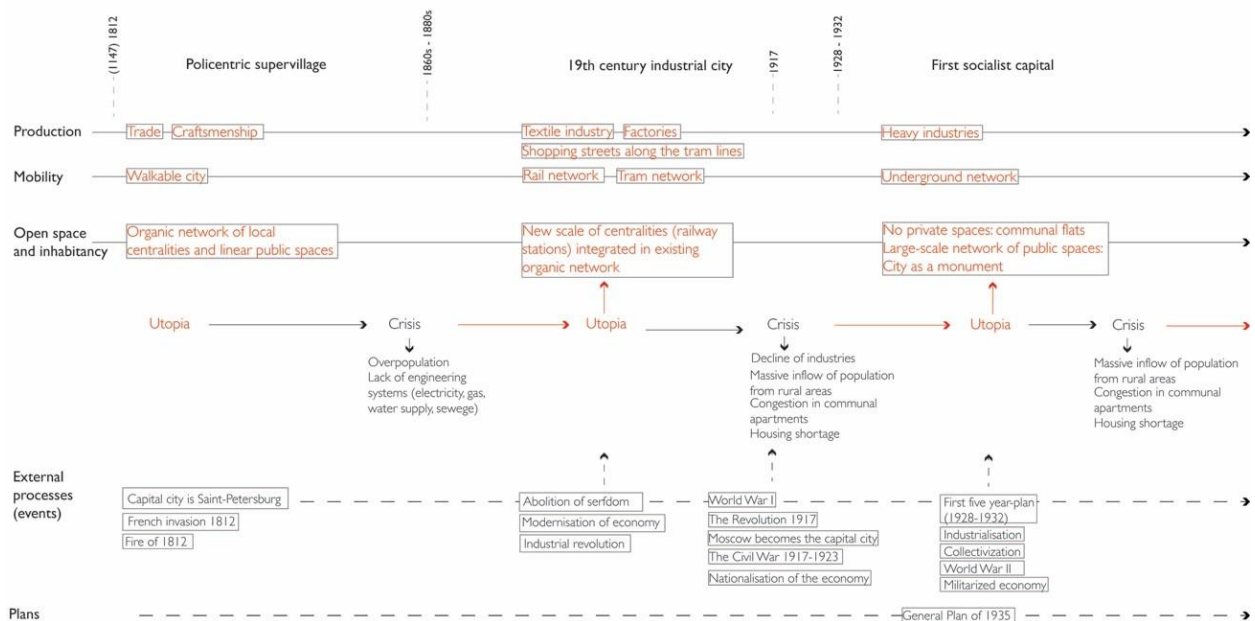 (1147) 1812
Policentric supervillage
1860s - 1880s
19th century industrial city
1917
1928 - 1932
First socialist capital
Production
Trade
Craftsmenship
Textile industry
Factories
Heavy industries
Shopping streets along the tram lines
Mobility
Walkable city
Rail network
Tram network
Underground network
Open space
and inhabitancy
Organic network of local
centralities and linear public spaces
New scale of centralities (railway
stations) integrated in existing
organic network
No private spaces: communal flats
Large-scale network of public spaces:
City as a monument
Utopia
Crisis
Utopia
Crisis
Utopia
Crisis
Overpopulation
Lack of engineering
systems (electricity, gas,
water supply, sewege)
Decline of industries
Massive inflow of population
from rural areas
Congestion in communal
apartments
Housing shortage
Massive inflow of population
from rural areas
Congestion in communal
apartments
Housing shortage
External
processes
(events)
Capital city is Saint-Petersburg
French invasion 1812
Fire of 1812
Abolition of serfdom
Modernisation of economy
Industrial revolution
World War I
The Revolution 1917
Moscow becomes the capital city
The Civil War 1917-1923
Nationalisation of the economy
First five year-plan
(1928-1932)
Industrialisation
Collectivization
World War II
Militarized economy
Plans
General Plan of 1935